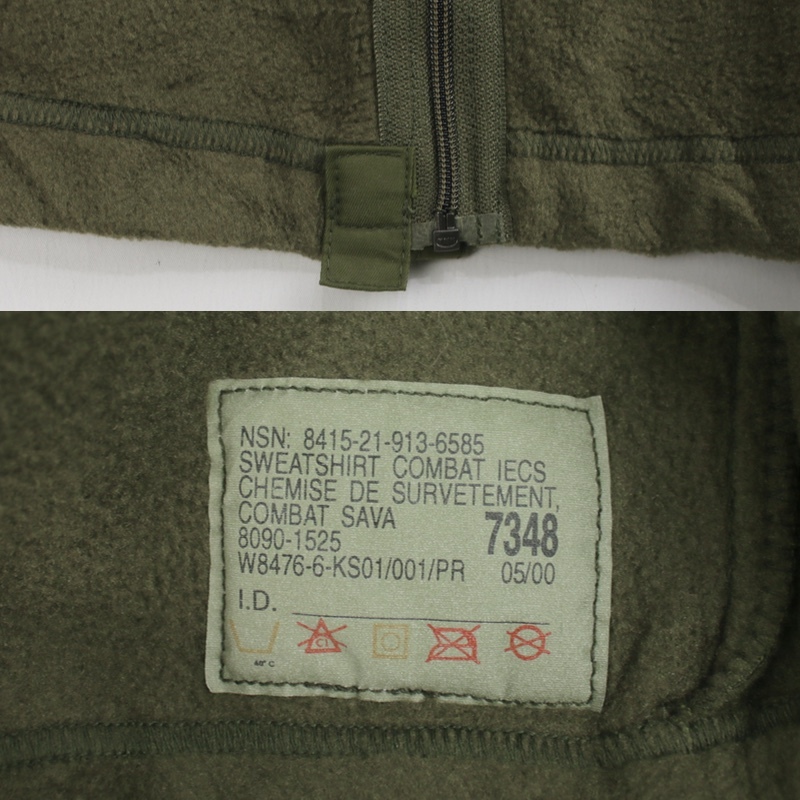 NSN: 8415-21-913-6585
SWEATSHIRT COMBAT IECS
CHEMISE DE SURVETEMENT,
COMBAT SAVA
7348
8090-1525
W8476-6-KS01/001/PR 05/00
I.D.
Cl